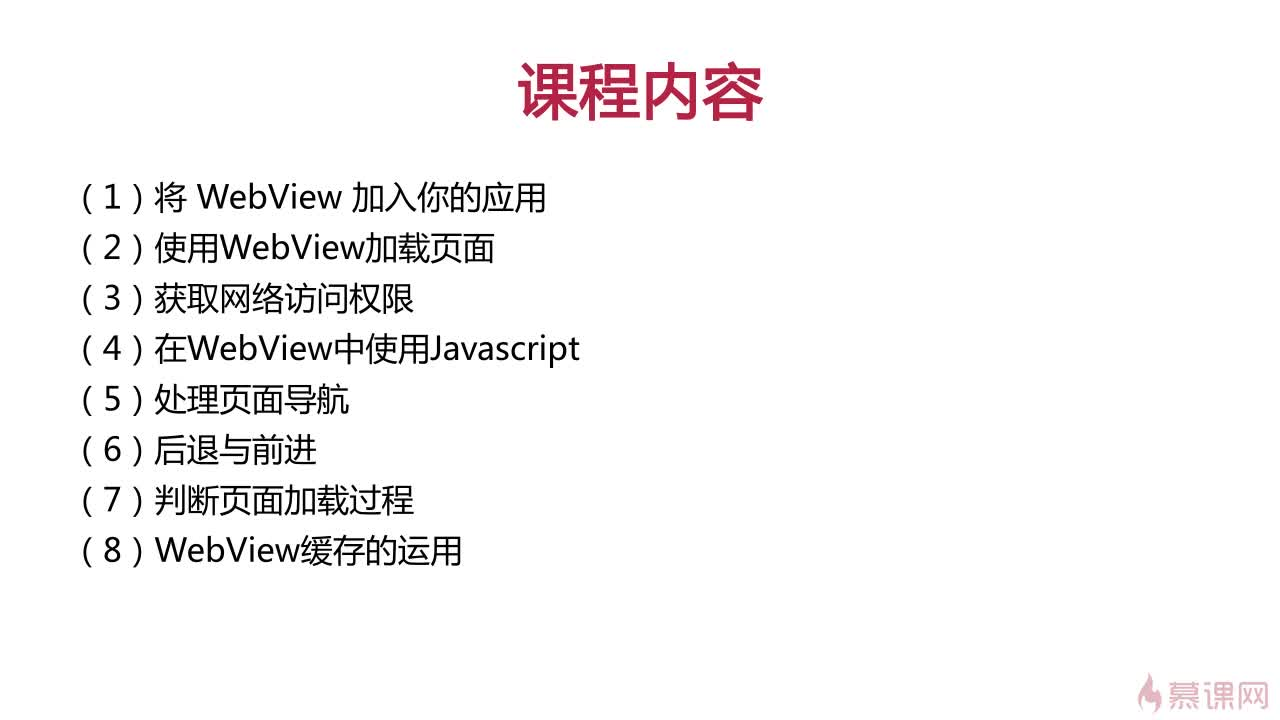 课程内容
（1）将 WebView 加入你的应用
（2）使用WebView加载页面
（3）获取网络访问权限
（4）在WebView中使用Javascript
（5）处理页面导航
（6）后退与前进
（7）判断页面加载过程
（8）WebView缓存的运用
慕课网